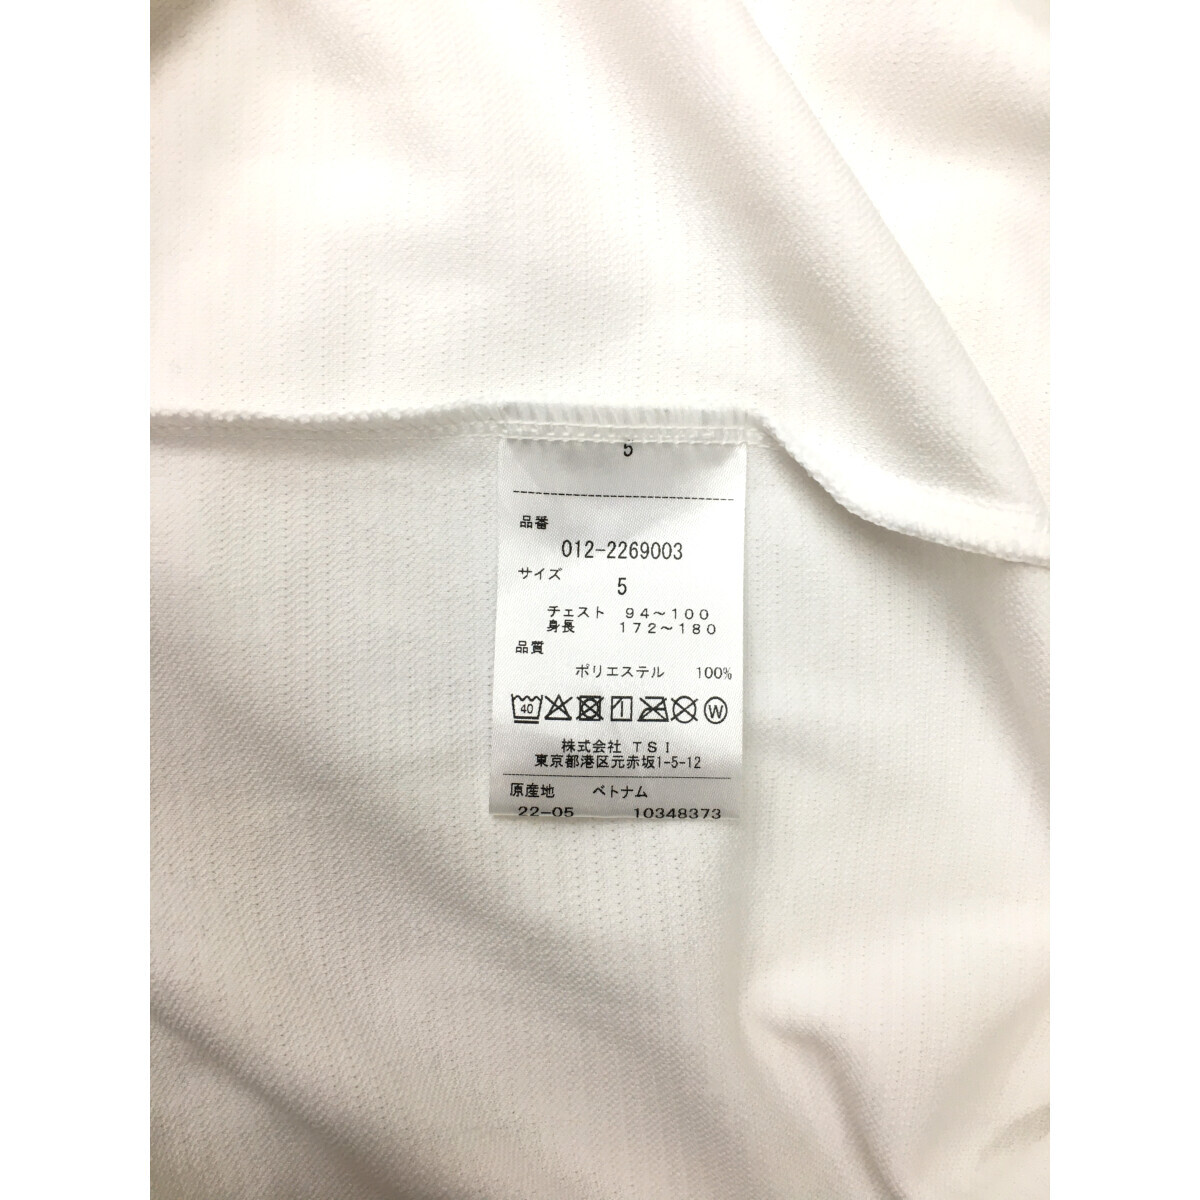 5
品番
012-2269003
サイズ
5
チェスト 94～100
身長 172～180
品質
ポリエステル 100%
40 W
株式会社 TSI
東京都港区元赤坂1-5-12
原産地 ベトナム
22-05 10348373